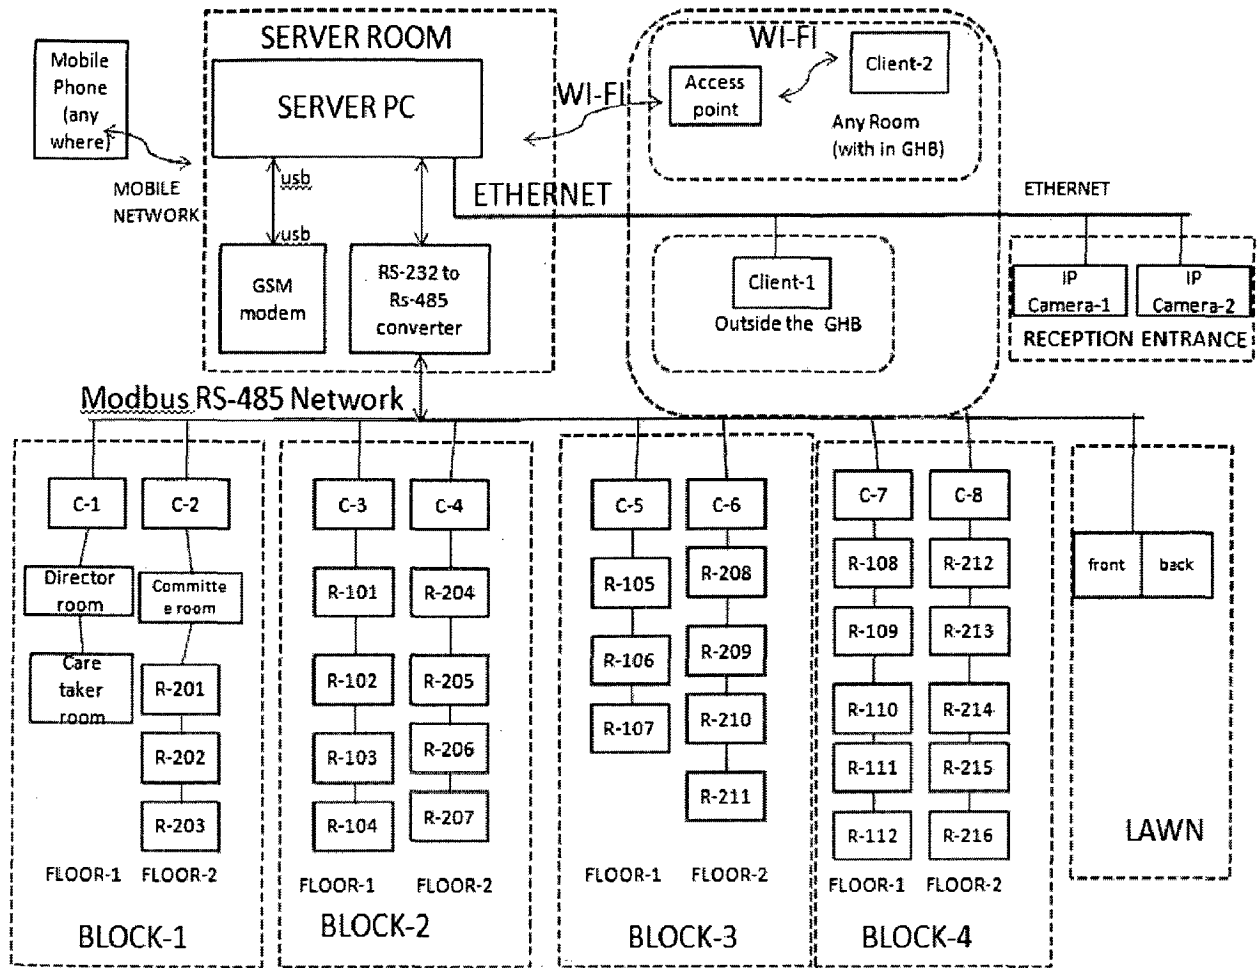 SERVER ROOM
Mobile
Phone
(any
where)
SERVER PC
WI-FI
WI-FI
Access
point
Client-2
Any Room
(with in GHB)
MOBILE
NETWORK
usb
usb
ETHERNET
ETHERNET
GSM
modem
RS-232 to
Rs-485
converter
Client-1
Outside the GHB
IP
Camera-1
IP
Camera-2
RECEPTION ENTRANCE
Modbus RS-485 Network
C-1
C-2
Director
room
Committe
e room
Care
taker
room
R-201
R-202
R-203
FLOOR-1
FLOOR-2
BLOCK-1
C-3
C-4
R-101
R-204
R-102
R-205
R-103
R-206
R-104
R-207
FLOOR-1
FLOOR-2
BLOCK-2
C-5
C-6
R-105
R-208
R-106
R-209
R-107
R-210
R-211
FLOOR-1
FLOOR-2
BLOCK-3
C-7
C-8
R-108
R-212
R-109
R-213
R-110
R-214
R-111
R-215
R-112
R-216
FLOOR-1
FLOOR-2
BLOCK-4
front
back
LAWN